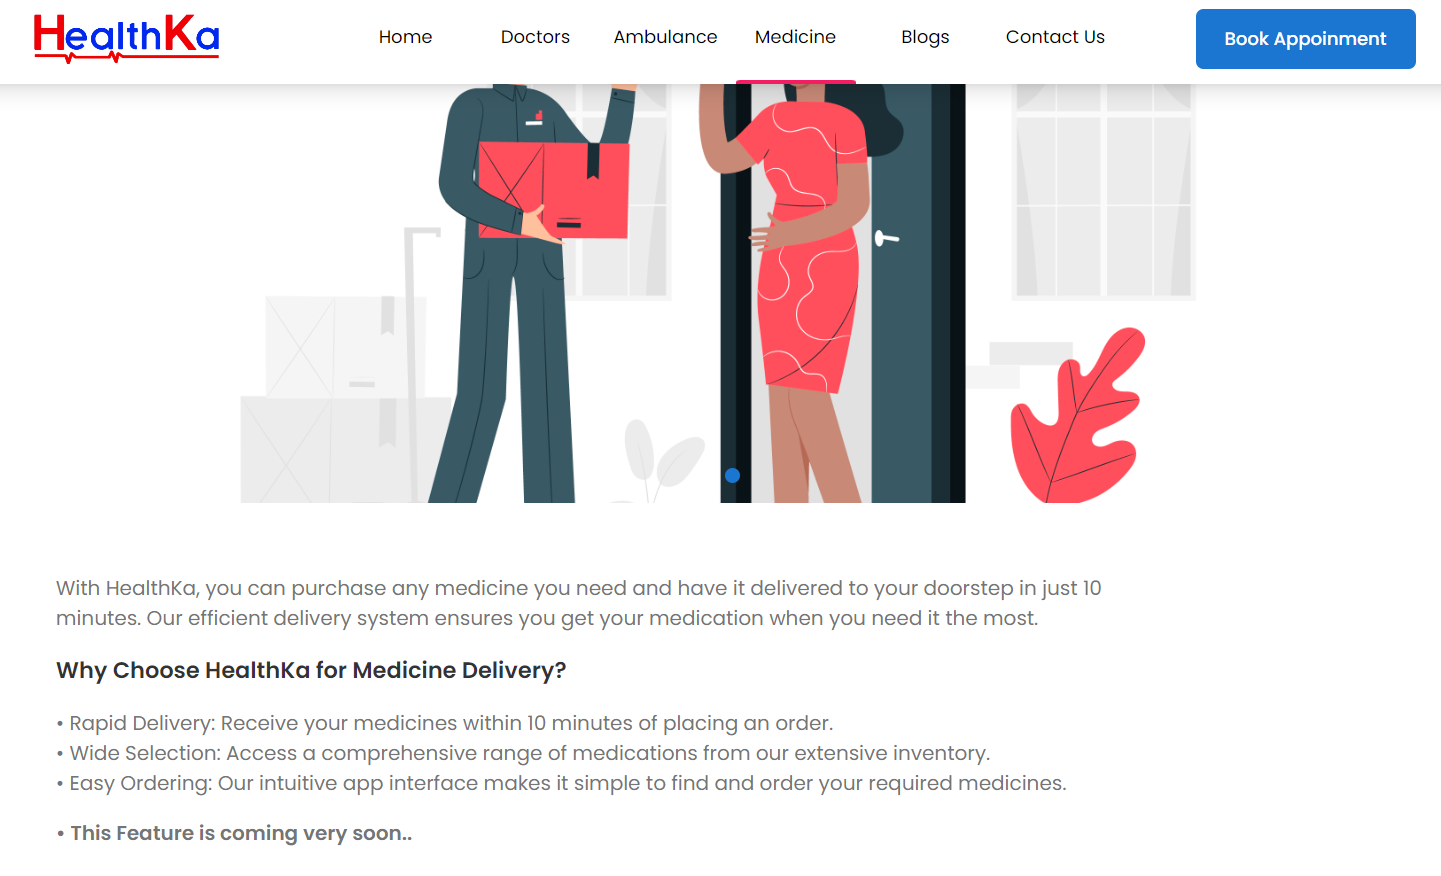 HealthKa
Home Doctors Ambulance Medicine Blogs Contact Us Book Appoinment
With HealthKa, you can purchase any medicine you need and have it delivered to your doorstep in just 10
minutes. Our efficient delivery system ensures you get your medication when you need it the most.
Why Choose HealthKa for Medicine Delivery?
• Rapid Delivery: Receive your medicines within 10 minutes of placing an order.
• Wide Selection: Access a comprehensive range of medications from our extensive inventory.
• Easy Ordering: Our intuitive app interface makes it simple to find and order your required medicines.
• This Feature is coming very soon..